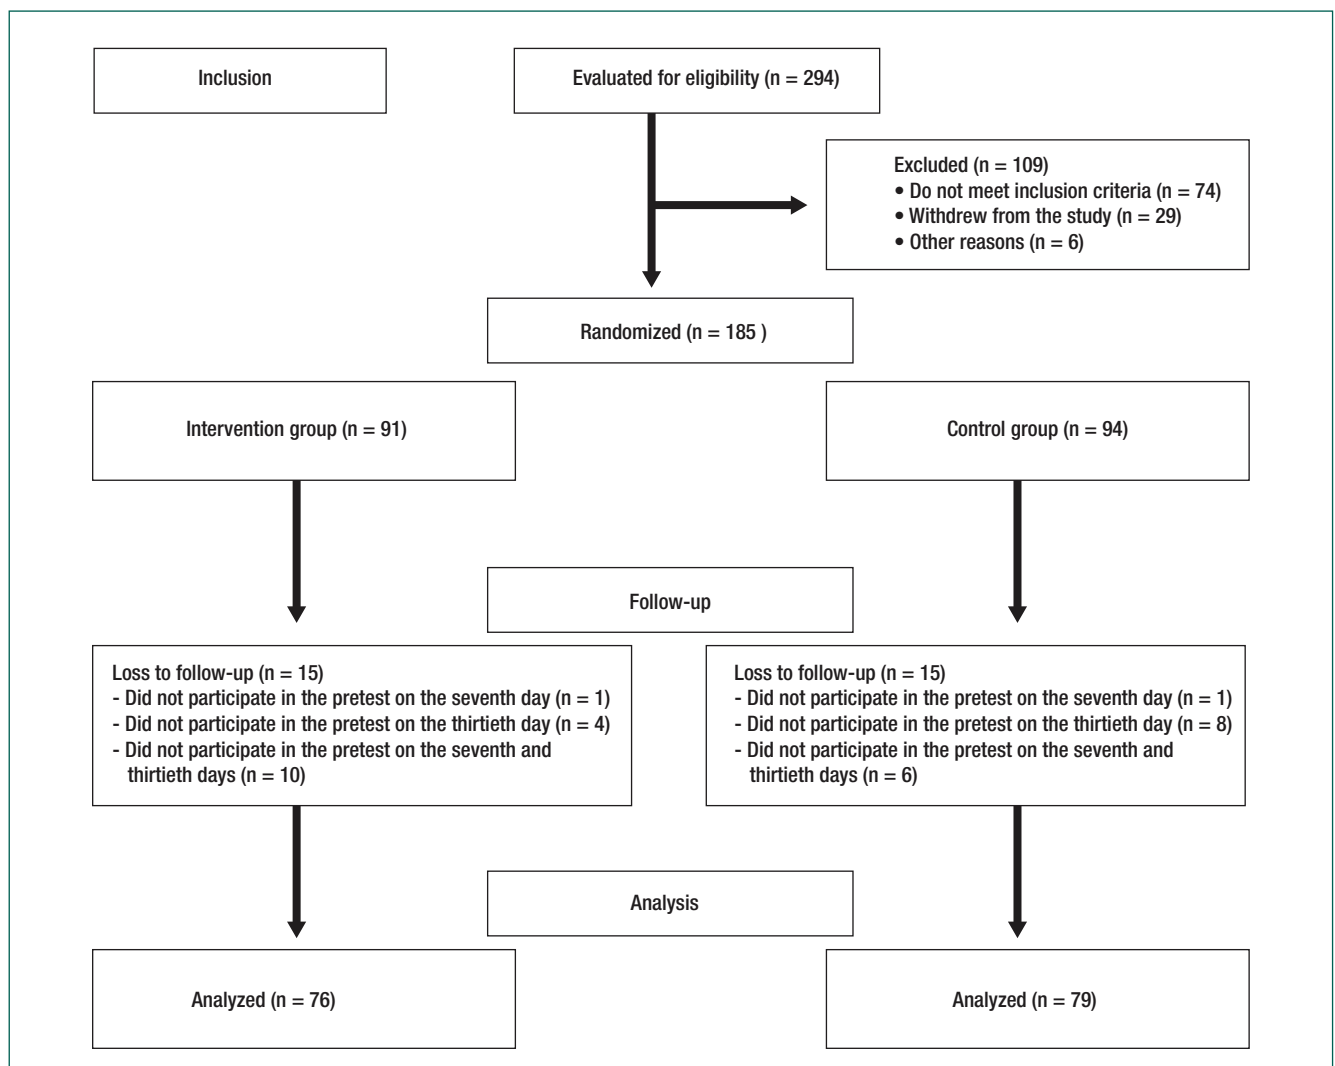 Inclusion
Evaluated for eligibility (n = 294)
Excluded (n = 109)
• Do not meet inclusion criteria (n = 74)
• Withdrew from the study (n = 29)
• Other reasons (n = 6)
Randomized (n = 185 )
Intervention group (n = 91)
Control group (n = 94)
Follow-up
Loss to follow-up (n = 15)
- Did not participate in the pretest on the seventh day (n = 1)
- Did not participate in the pretest on the thirtieth day (n = 4)
- Did not participate in the pretest on the seventh and
thirtieth days (n = 10)
Loss to follow-up (n = 15)
- Did not participate in the pretest on the seventh day (n = 1)
- Did not participate in the pretest on the thirtieth day (n = 8)
- Did not participate in the pretest on the seventh and
thirtieth days (n = 6)
Analysis
Analyzed (n = 76)
Analyzed (n = 79)